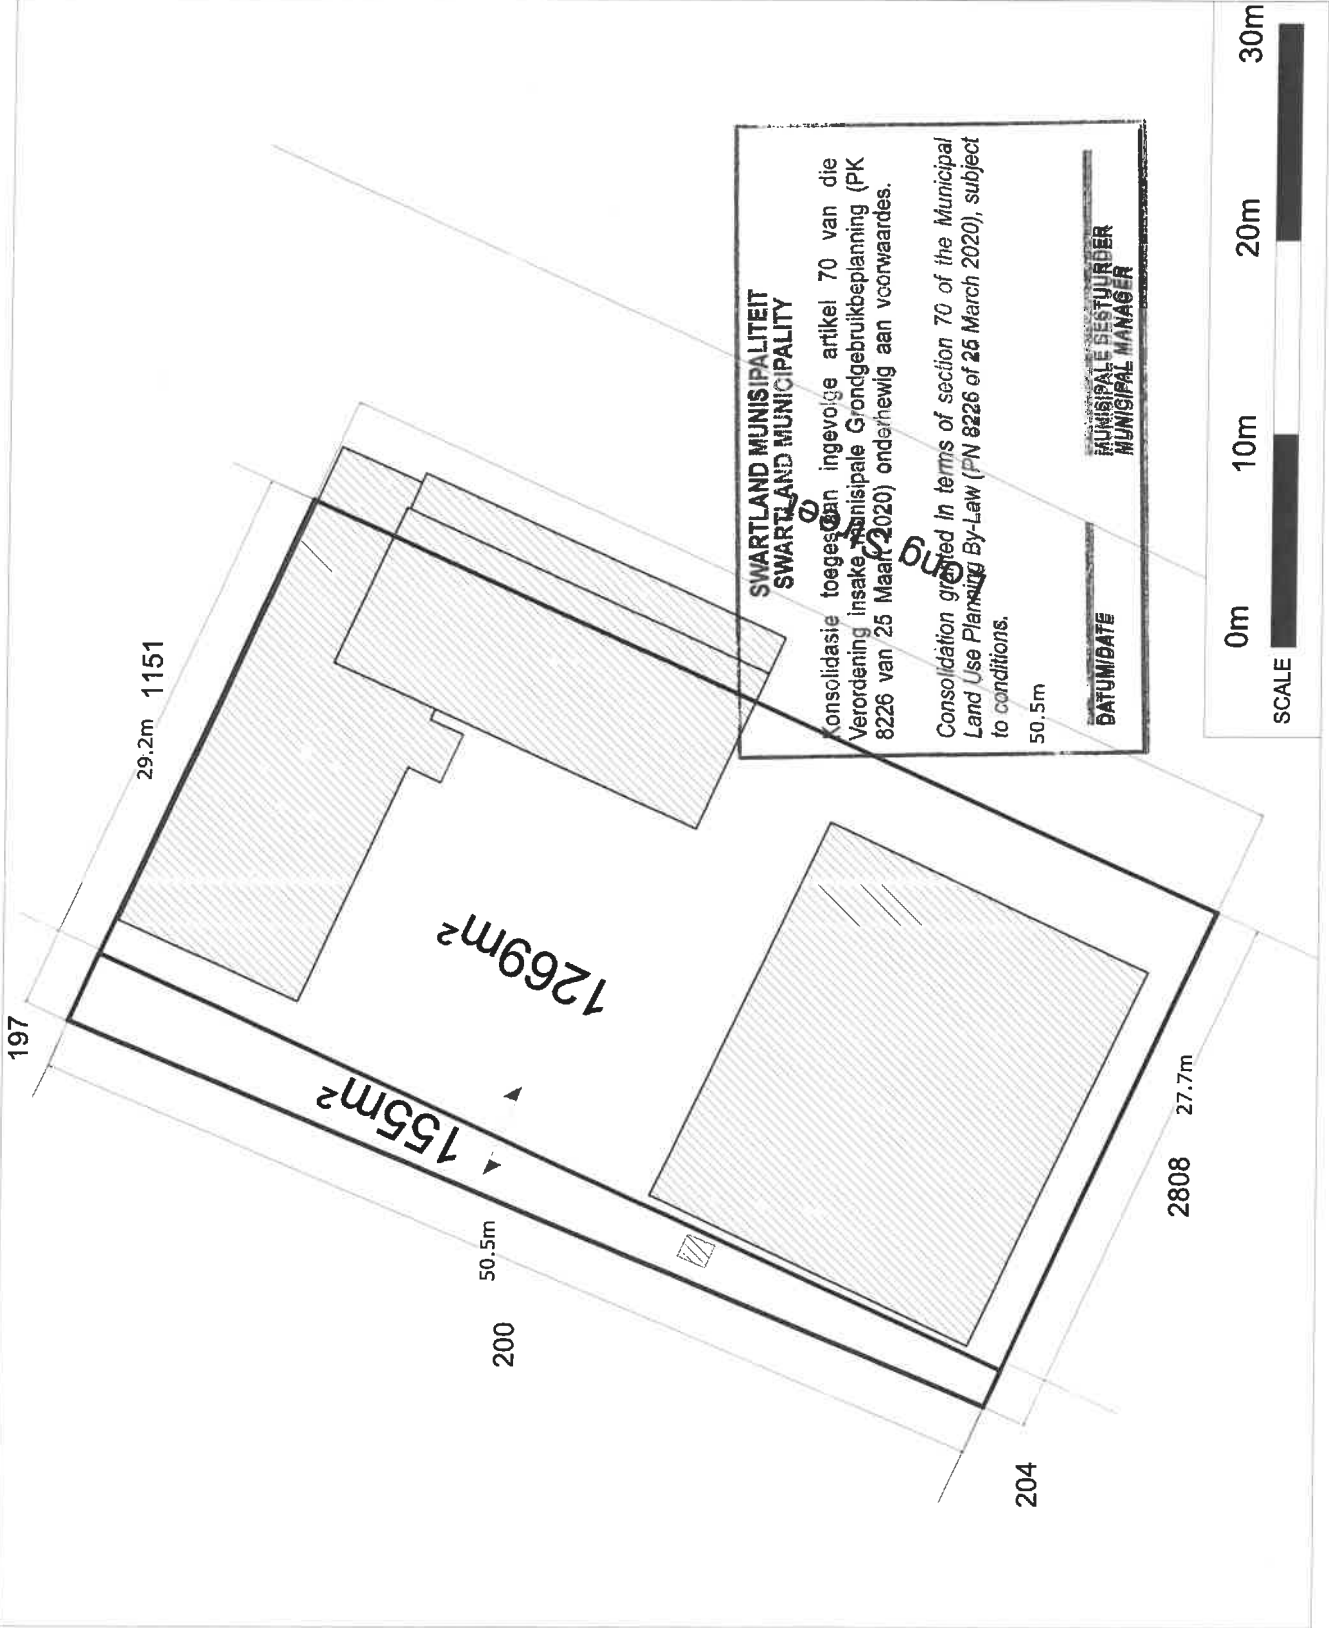 197
29.2m
1151
155m²
1269m²
50.5m
200
204
2808
27.7m
Long Street
SWARTLAND MUNISIPALITEIT
SWARTLAND MUNICIPALITY
Konsolidasie toegestaan ingevolge artikel 70 van die
Verordening insake Munisipale Grondgebruikbeplanning (PK
8226 van 25 Maart 2020) onderhewig aan voorwaardes.
Consolidation granted in terms of section 70 of the Municipal
Land Use Planning By-Law (PN 8226 of 25 March 2020), subject
to conditions.
50.5m
DATUM/DATE
MUNISIPALE BESTUURDER
MUNICIPAL MANAGER
0m 10m 20m 30m
SCALE